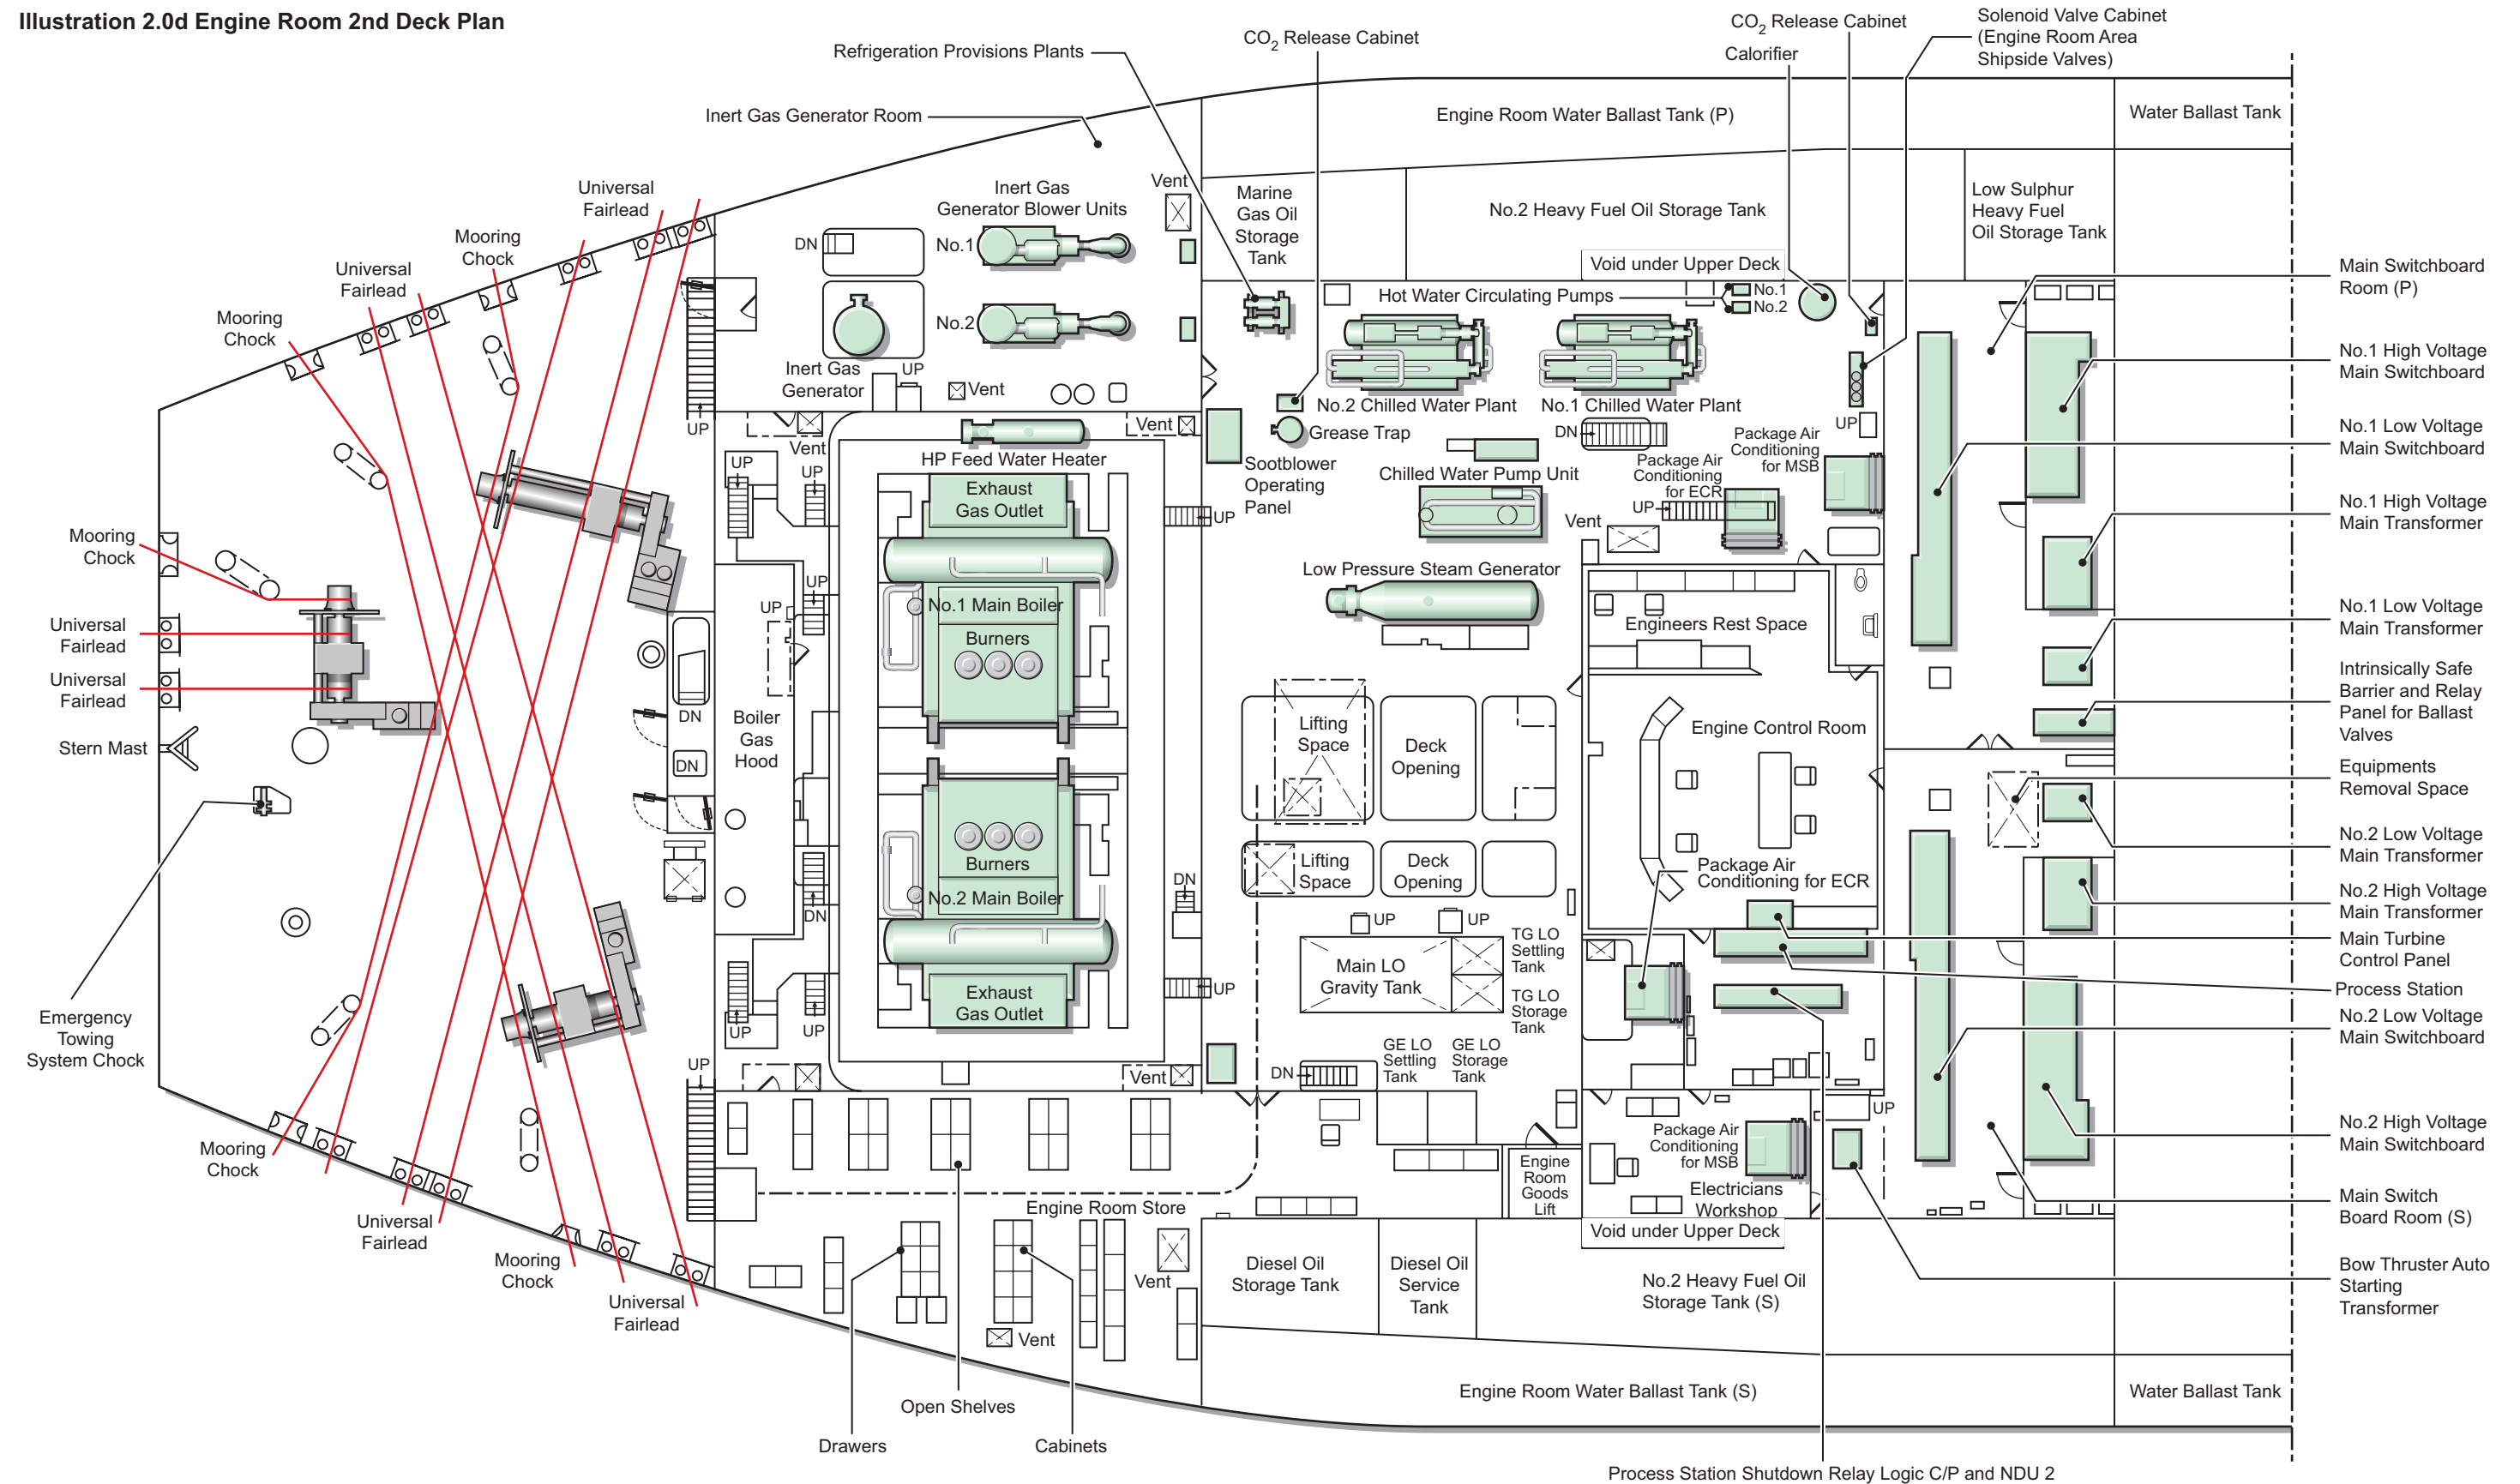 Illustration 2.0d Engine Room 2nd Deck Plan
CO2 Release Cabinet
Refrigeration Provisions Plants
CO2 Release Cabinet
Calorifier
Solenoid Valve Cabinet
(Engine Room Area
Shipside Valves)
Inert Gas Generator Room
Engine Room Water Ballast Tank (P)
Water Ballast Tank
Universal
Fairlead
Mooring
Chock
Universal
Fairlead
Mooring
Chock
Inert Gas
Generator Blower Units
Vent
DN
No.1
No.2
Marine
Gas Oil
Storage
Tank
No.2 Heavy Fuel Oil Storage Tank
Low Sulphur
Heavy Fuel
Oil Storage Tank
Void under Upper Deck
Hot Water Circulating Pumps
No.1
No.2
Inert Gas
Generator
UP
Vent
UP
Vent
Vent
No.2 Chilled Water Plant
No.1 Chilled Water Plant
Grease Trap
DN
UP
Package Air
Conditioning
for MSB
Package Air
Conditioning
for ECR
UP
Vent
Sootblower
Operating
Panel
Chilled Water Pump Unit
HP Feed Water Heater
UP
UP
Exhaust
Gas Outlet
UP
Low Pressure Steam Generator
Main Switchboard
Room (P)
No.1 High Voltage
Main Switchboard
No.1 Low Voltage
Main Switchboard
No.1 High Voltage
Main Transformer
No.1 Low Voltage
Main Transformer
Intrinsically Safe
Barrier and Relay
Panel for Ballast
Valves
Equipments
Removal Space
No.2 Low Voltage
Main Transformer
No.2 High Voltage
Main Transformer
Main Turbine
Control Panel
Process Station
No.2 Low Voltage
Main Switchboard
No.2 High Voltage
Main Switchboard
Main Switch
Board Room (S)
Bow Thruster Auto
Starting
Transformer
Mooring
Chock
Universal
Fairlead
Universal
Fairlead
Stern Mast
Emergency
Towing
System Chock
UP
UP
DN
DN
Boiler
Gas
Hood
No.1 Main Boiler
Burners
Burners
No.2 Main Boiler
Exhaust
Gas Outlet
DN
UP
UP
UP
DN
UP
Engineers Rest Space
Engine Control Room
Lifting
Space
Deck
Opening
Lifting
Space
Deck
Opening
Package Air
Conditioning for ECR
UP
UP
Main LO
Gravity Tank
TG LO
Settling
Tank
TG LO
Storage
Tank
GE LO
Settling
Tank
GE LO
Storage
Tank
DN
Vent
UP
Package Air
Conditioning
for MSB
Electricians
Workshop
Engine
Room
Goods
Lift
Void under Upper Deck
Mooring
Chock
Universal
Fairlead
Mooring
Chock
Universal
Fairlead
Engine Room Store
Vent
Vent
Drawers
Open Shelves
Cabinets
Diesel Oil
Storage Tank
Diesel Oil
Service
Tank
No.2 Heavy Fuel Oil
Storage Tank (S)
Engine Room Water Ballast Tank (S)
Water Ballast Tank
Process Station Shutdown Relay Logic C/P and NDU 2